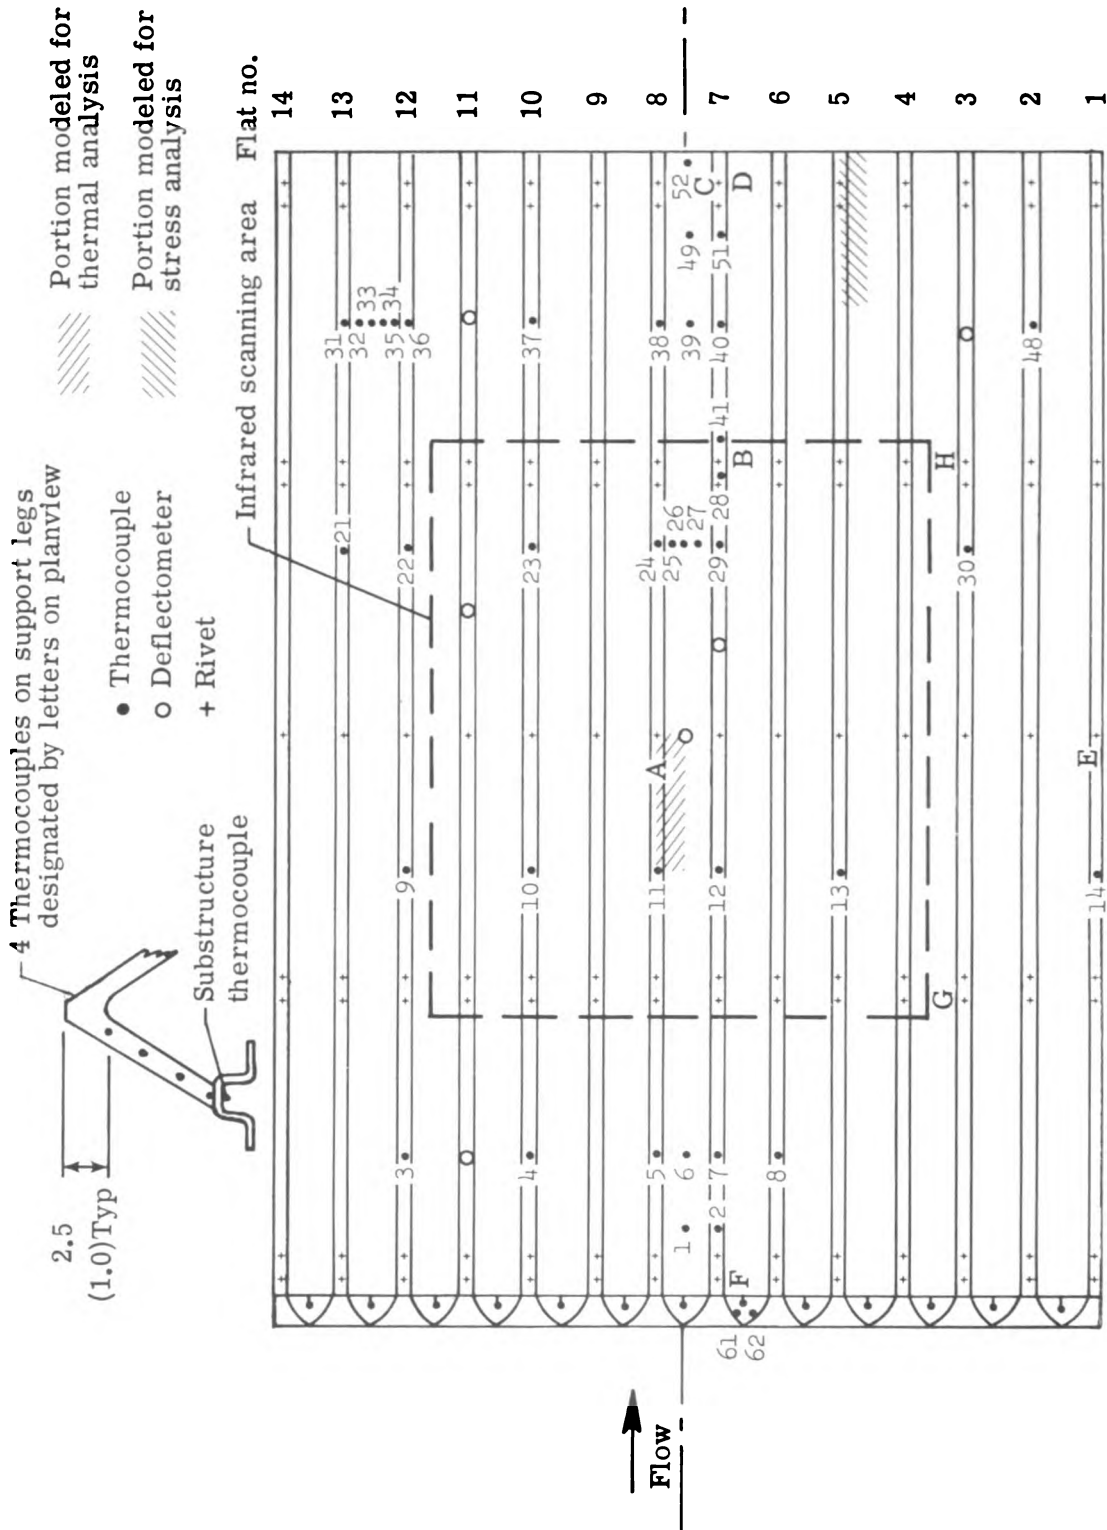 4 Thermocouples on support legs
designated by letters on planview
2.5
(1.0)Typ
Substructure
thermocouple
Thermocouple
Deflectometer
+ Rivet
Portion modeled for
thermal analysis
Portion modeled for
stress analysis
Infrared scanning area
Flat no.
14
13
12
11
10
9
8
7
6
5
4
3
2
1
31
32
33
34
35
36
37
38
39
40
41
48
49
51
52
C
D
21
22
23
24
25
26
27
28
29
30
B
H
A
E
9
10
11
12
13
14
G
3
4
5
6
7
8
1
2
F
61
62
Flow